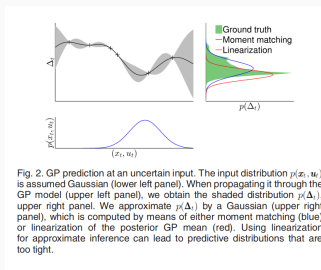 Ground truth
Moment matching
Linearization
Δt
p(Δt)
p(xt, ut)
(xt, ut)
Fig. 2. GP prediction at an uncertain input. The input distribution p(xt, ut)
is assumed Gaussian (lower left panel). When propagating it through the
GP model (upper left panel), we obtain the shaded distribution p(Δt),
upper right panel. We approximate p(Δt) by a Gaussian (upper right
panel), which is computed by means of either moment matching (blue)
or linearization of the posterior GP mean (red). Using linearization
for approximate inference can lead to predictive distributions that are
too tight.